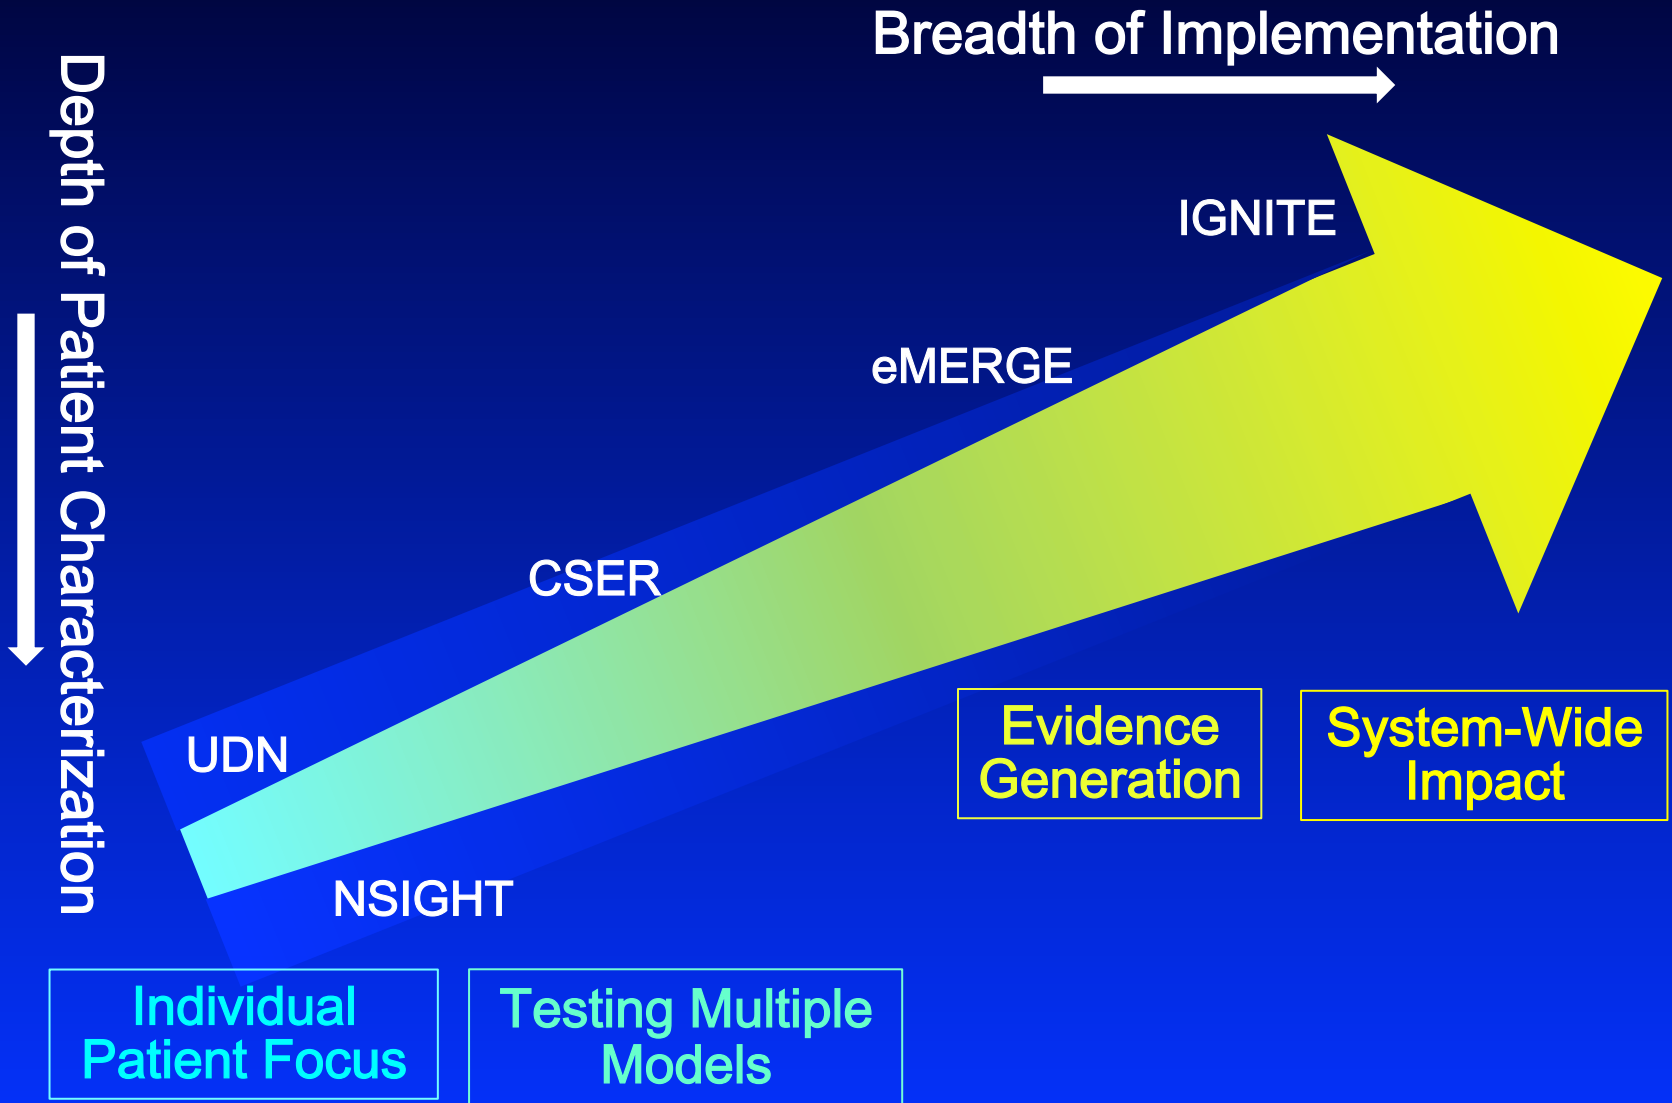 Breadth of Implementation
Depth of Patient Characterization
IGNITE
eMERGE
CSER
UDN
NSIGHT
Evidence
Generation
System-Wide
Impact
Individual
Patient Focus
Testing Multiple
Models